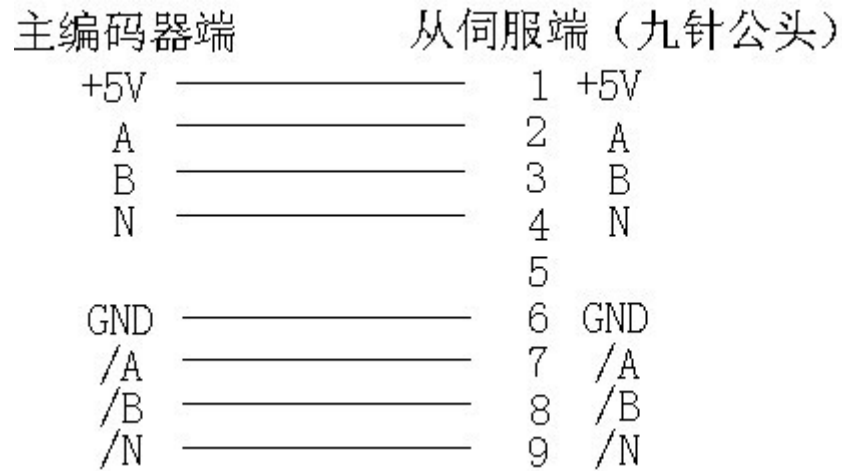 主编码器端 从伺服端（九针公头）
+5V 1 +5V
A 2 A
B 3 B
N 4 N
5
GND 6 GND
/A 7 /A
/B 8 /B
/N 9 /N